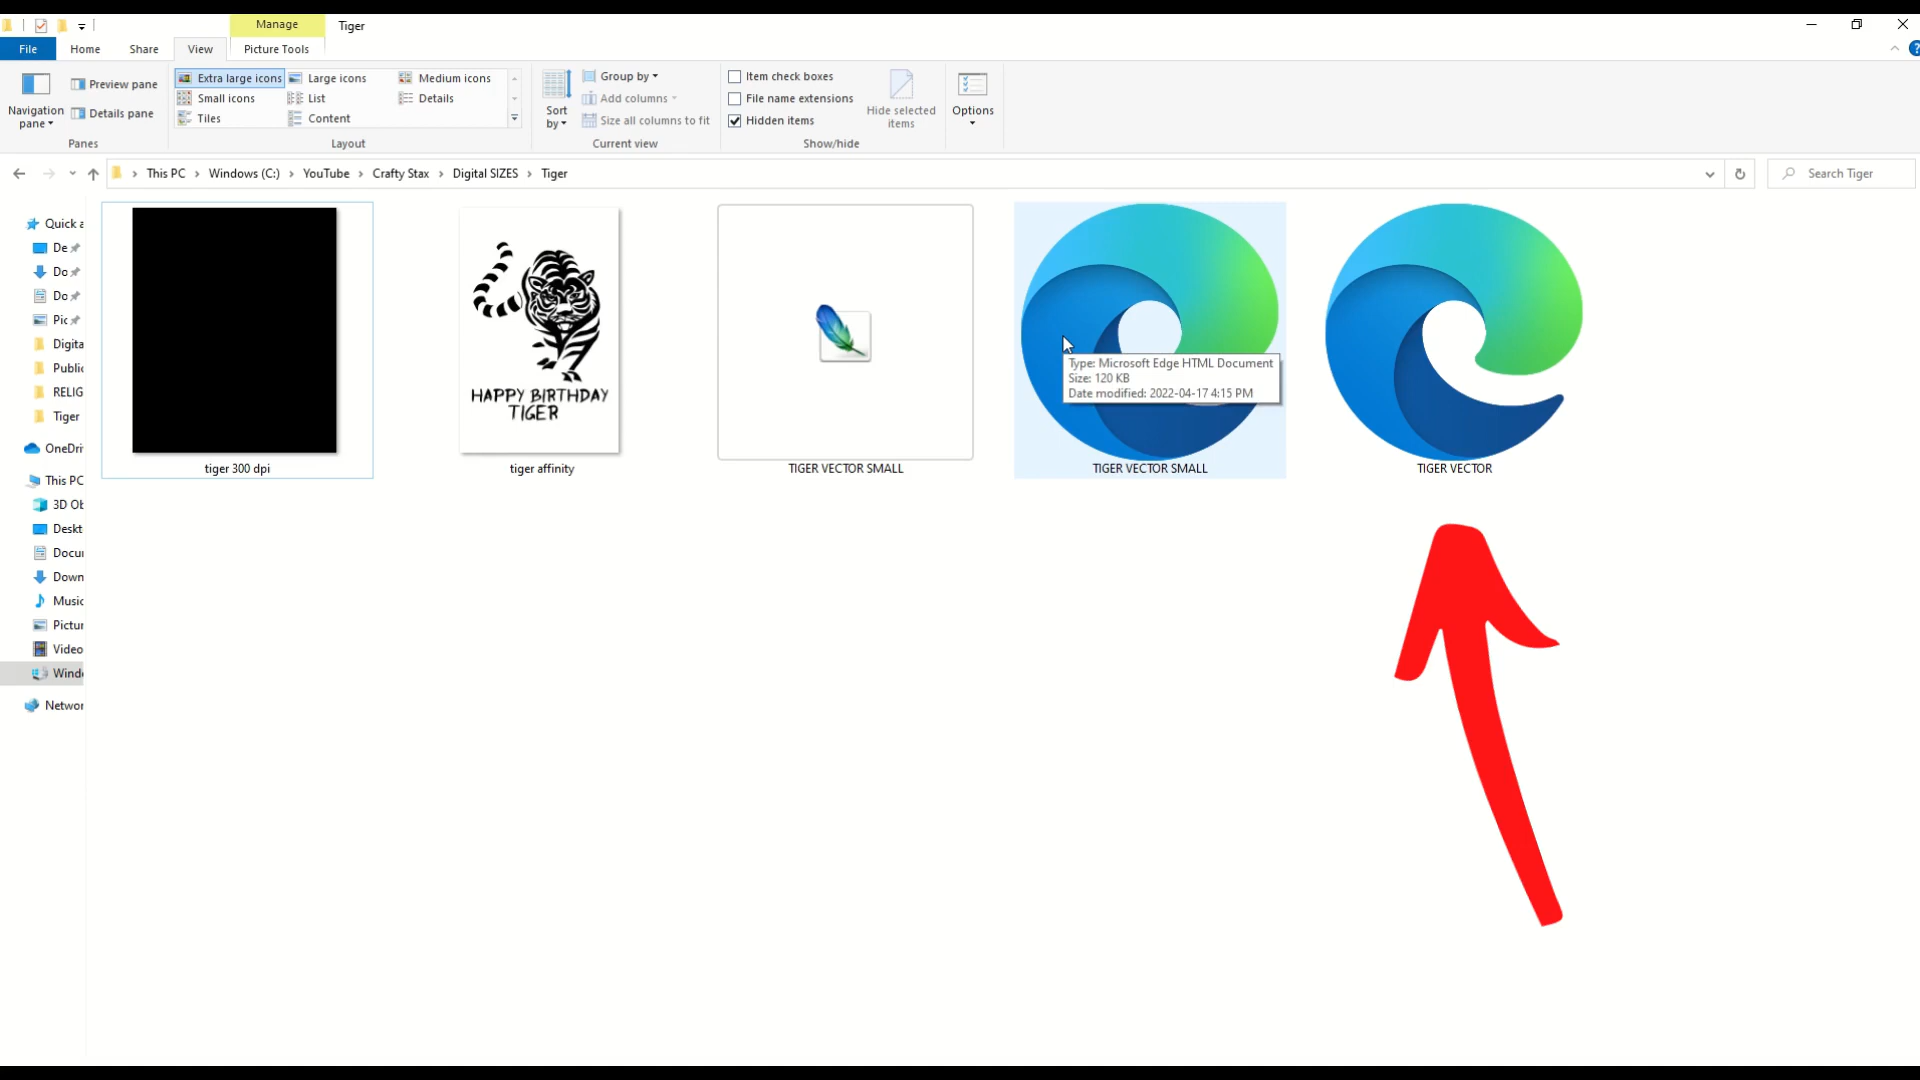 Manage
Tiger
File
Home
Share
View
Picture Tools
Navigation
pane
Preview pane
Details pane
Panes
Extra large icons
Large icons
Medium icons
Small icons
List
Details
Tiles
Content
Layout
Sort
by
Group by
Add columns
Size all columns to fit
Current view
Item check boxes
File name extensions
Hidden items
Hide selected
items
Show/hide
Options
This PC
Windows (C:)
YouTube
Crafty Stax
Digital SIZES
Tiger
Search Tiger
Quick a
De
Do
Do
Pic
Digita
Public
RELIG
Tiger
OneDri
This PC
3D Ob
Deskt
Docu
Down
Music
Pictur
Video
Wind
Networ
HAPPY BIRTHDAY
TIGER
Type: Microsoft Edge HTML Document
Size: 120 KB
Date modified: 2022-04-17 4:15 PM
tiger 300 dpi
tiger affinity
TIGER VECTOR SMALL
TIGER VECTOR SMALL
TIGER VECTOR